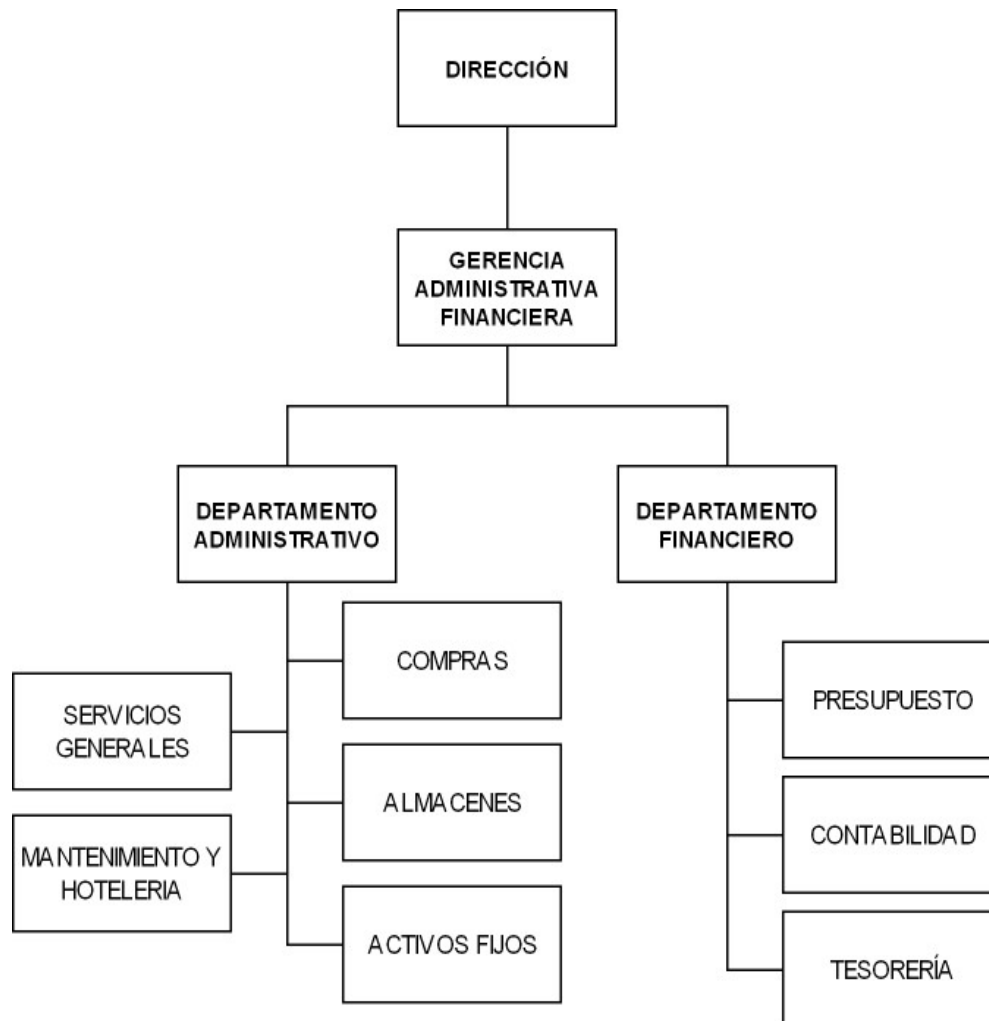 DIRECCIÓN
GERENCIA
ADMINISTRATIVA
FINANCIERA
DEPARTAMENTO
ADMINISTRATIVO
DEPARTAMENTO
FINANCIERO
COMPRAS
SERVICIOS
GENERALES
ALMACENES
MANTENIMIENTO Y
HOTELERIA
ACTIVOS FIJOS
PRESUPUESTO
CONTABILIDAD
TESORERÍA